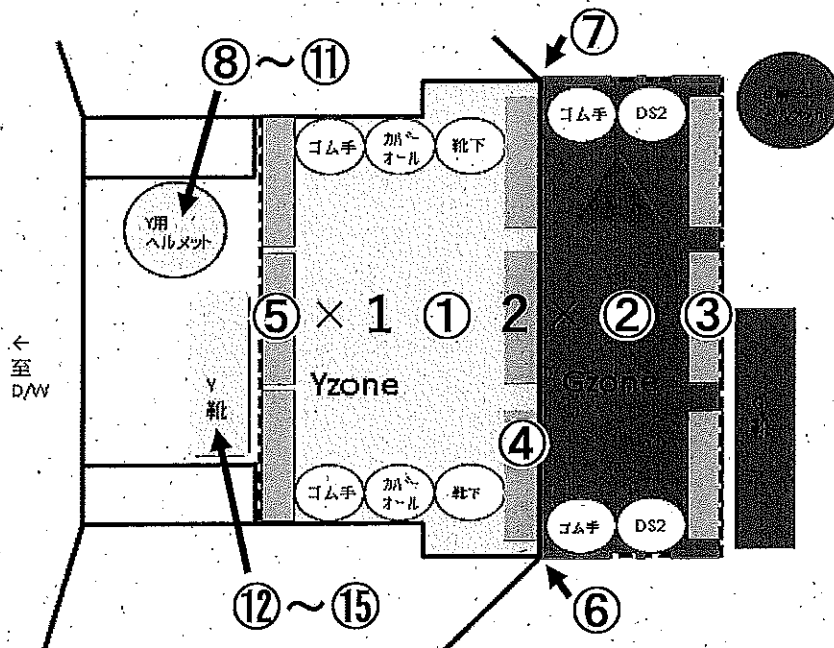 ⑦
⑧～⑪
ゴム手
カバーオール
靴下
ゴム手
DS2
Y用
ヘルメット
⑤ × 1 ① 2 × ② ③
←
至
D/W
Yzone
Gzone
Y
靴
④
ゴム手
カバーオール
靴下
ゴム手
DS2
⑫～⑮
⑥